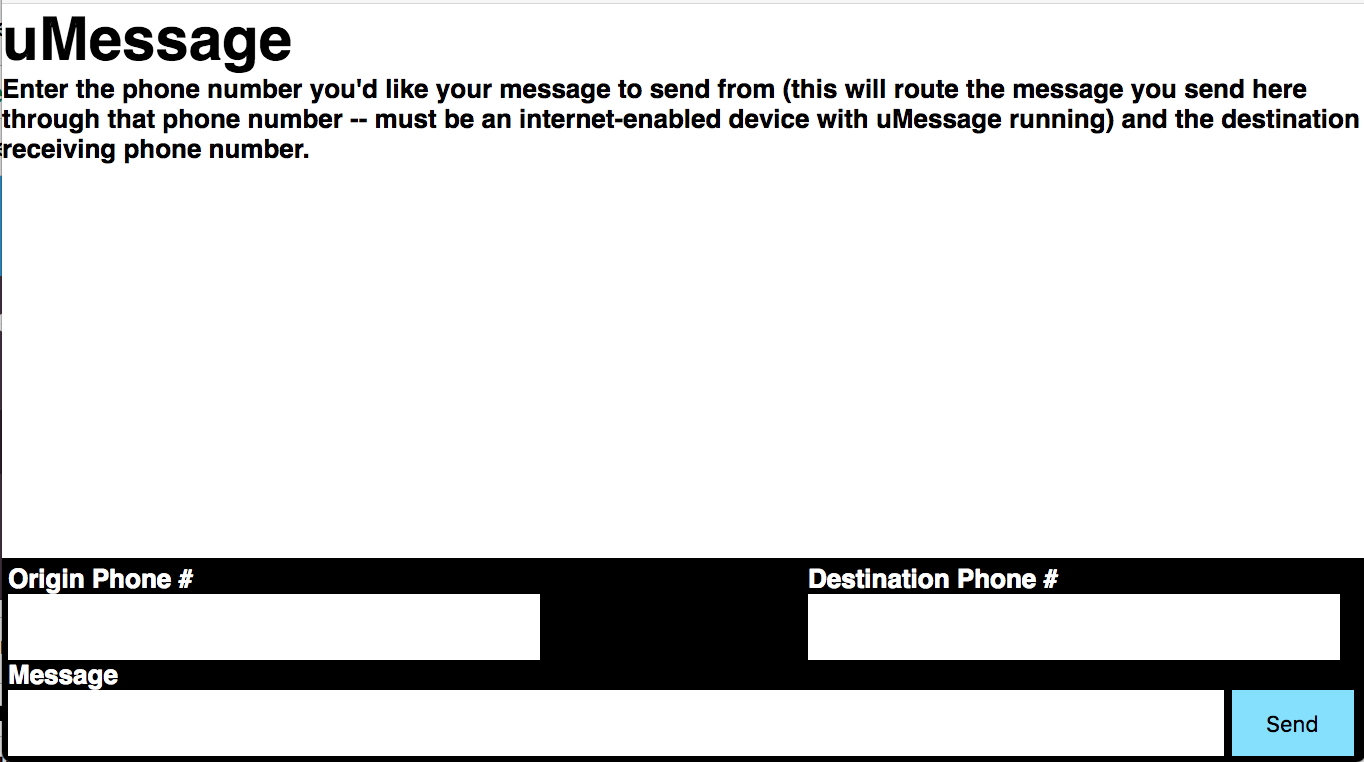 uMessage
Enter the phone number you'd like your message to send from (this will route the message you send here
through that phone number -- must be an internet-enabled device with uMessage running) and the destination
receiving phone number.
Origin Phone #
Destination Phone #
Message
Send